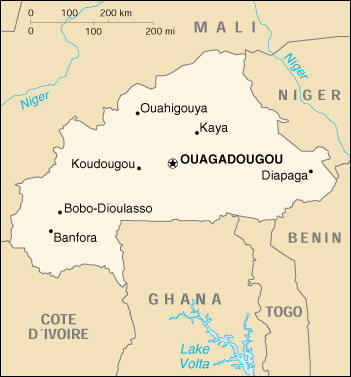 0 100 200 km
0 100 200 mi
MALI
Niger
Niger
NIGER
Ouahigouya
Kaya
OUAGADOUGOU
Koudougou
Diapaga
Bobo-Dioulasso
Banfora
BENIN
GHANA
TOGO
COTE
D'IVOIRE
Lake
Volta